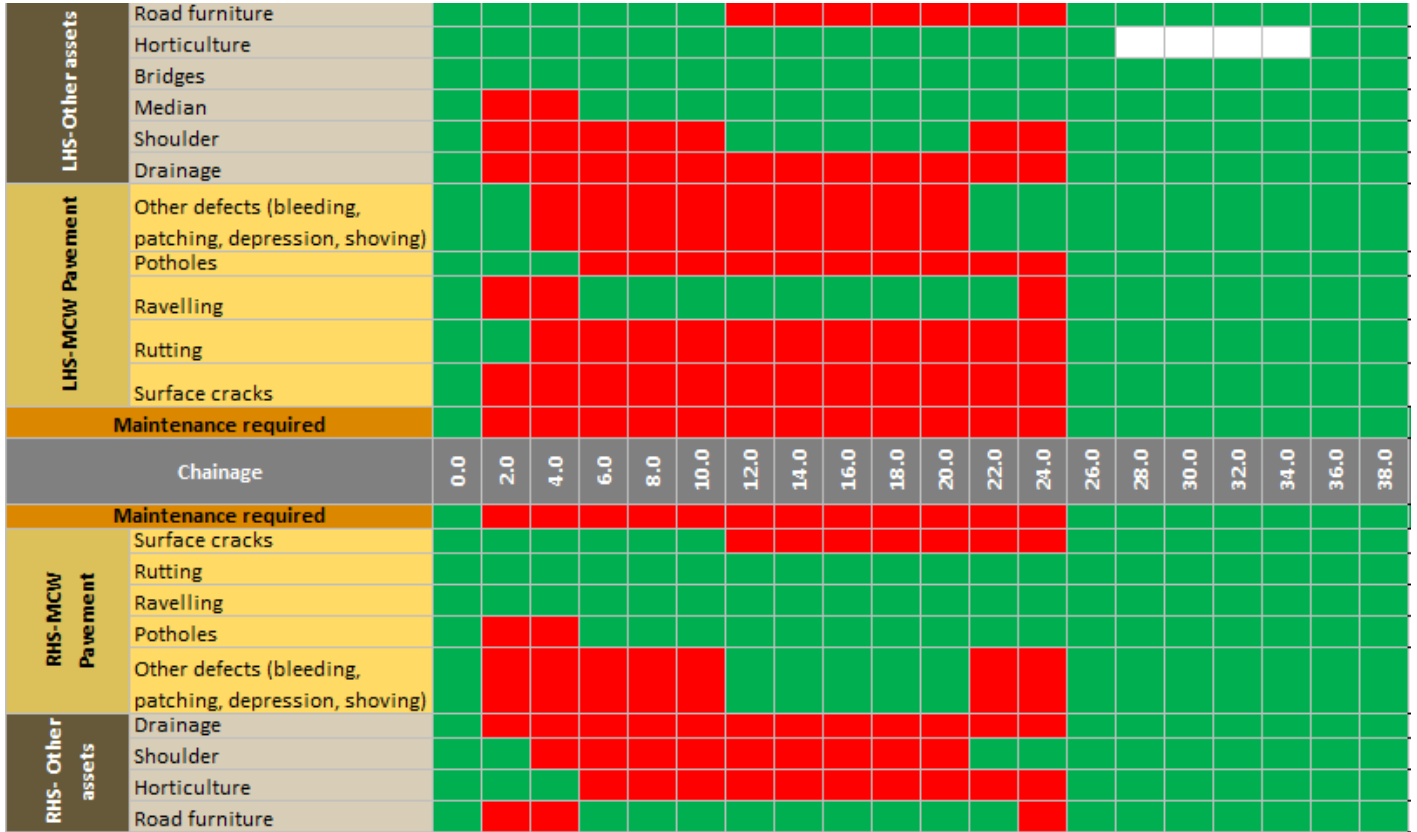 LHS-Other assets
Road furniture
Horticulture
Bridges
Median
Shoulder
Drainage
LHS-MCW Pavement
Other defects (bleeding,
patching, depression, shoving)
Potholes
Ravelling
Rutting
Surface cracks
Maintenance required
Chainage 0.0 2.0 4.0 6.0 8.0 10.0 12.0 14.0 16.0 18.0 20.0 22.0 24.0 26.0 28.0 30.0 32.0 34.0 36.0 38.0
Maintenance required
RHS-MCW
Pavement
Surface cracks
Rutting
Ravelling
Potholes
Other defects (bleeding,
patching, depression, shoving)
RHS- Other
assets
Drainage
Shoulder
Horticulture
Road furniture